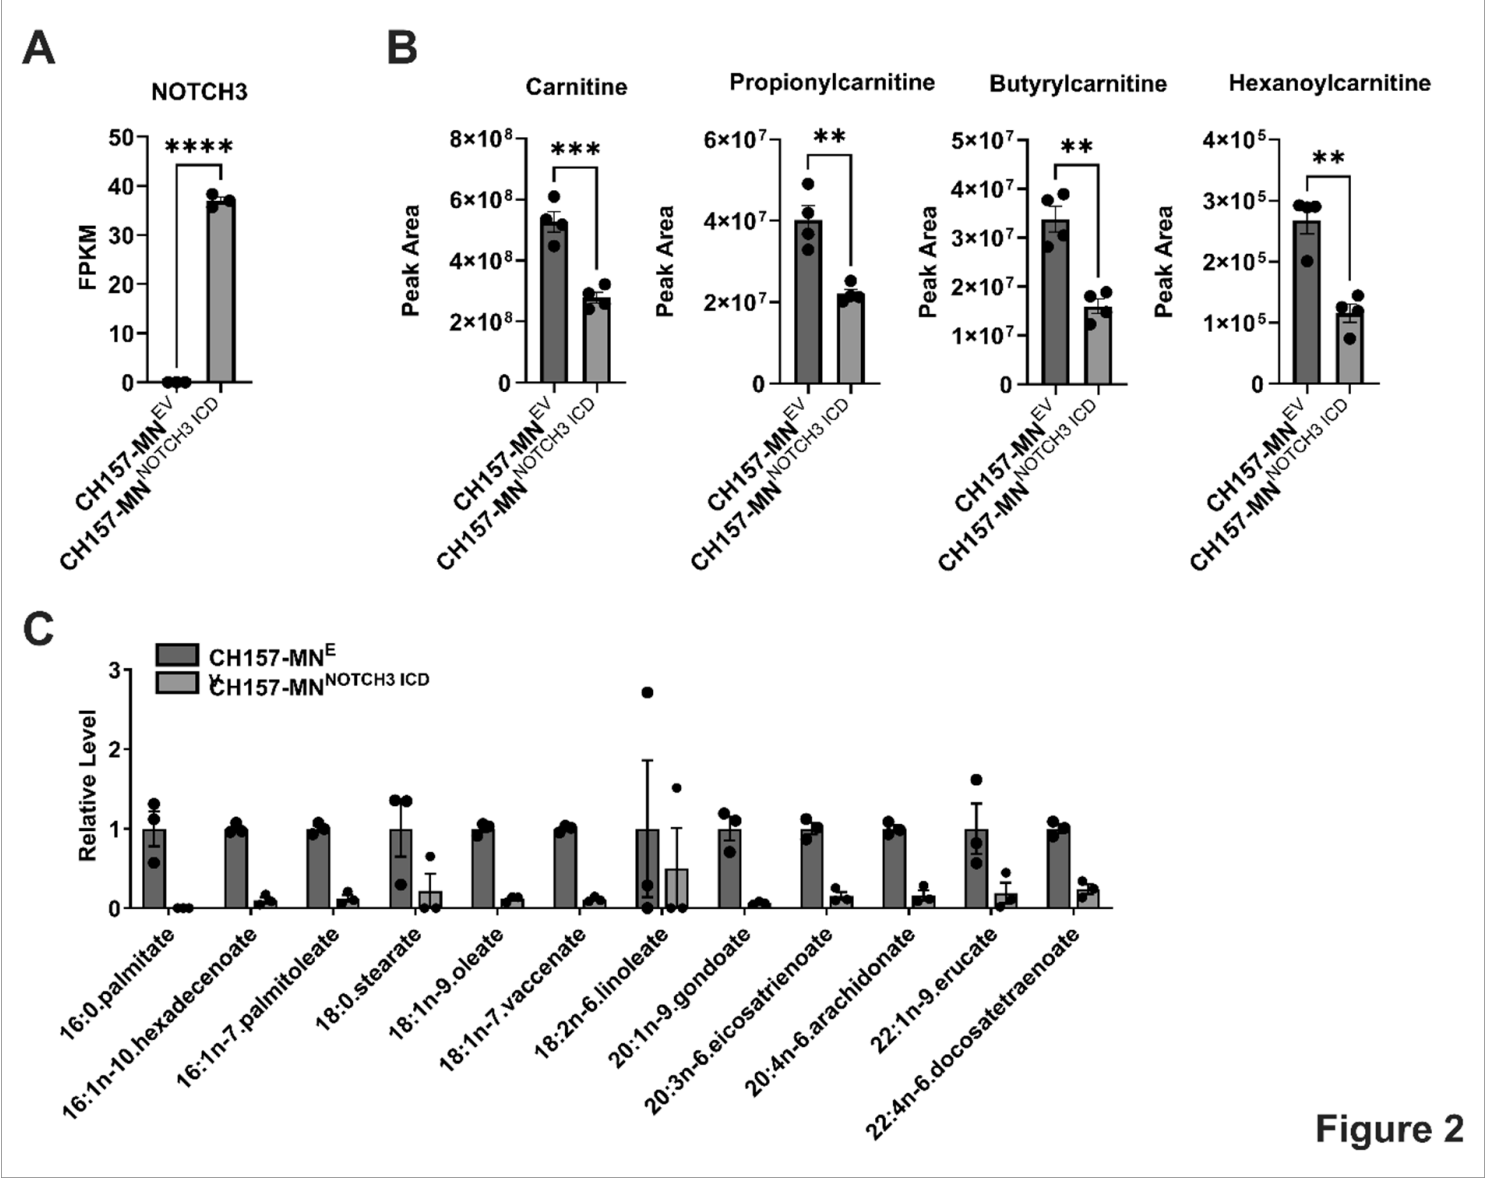 A
B
NOTCH3
Carnitine
Propionylcarnitine
Butyrylcarnitine
Hexanoylcarnitine
****
***
**
**
**
FPKM
50
40
30
20
10
0
Peak Area
8×10⁸
6×10⁸
4×10⁸
2×10⁸
0
Peak Area
6×10⁷
4×10⁷
2×10⁷
0
Peak Area
5×10⁷
4×10⁷
3×10⁷
2×10⁷
1×10⁷
0
Peak Area
4×10⁵
3×10⁵
2×10⁵
1×10⁵
0
CH157-MN^EV
CH157-MN^NOTCH3 ICD
CH157-MN^EV
CH157-MN^NOTCH3 ICD
CH157-MN^EV
CH157-MN^NOTCH3 ICD
CH157-MN^EV
CH157-MN^NOTCH3 ICD
CH157-MN^EV
CH157-MN^NOTCH3 ICD
C
CH157-MN^E
V
CH157-MN^NOTCH3 ICD
Relative Level
3
2
1
0
16:0.palmitate
16:1n-10.hexadecenoate
16:1n-7.palmitoleate
18:0.stearate
18:1n-9.oleate
18:1n-7.vaccenate
18:2n-6.linoleate
20:1n-9.gondoate
20:3n-6.eicosatrienoate
20:4n-6.arachidonate
22:1n-9.erucate
22:4n-6.docosatetraenoate
Figure 2